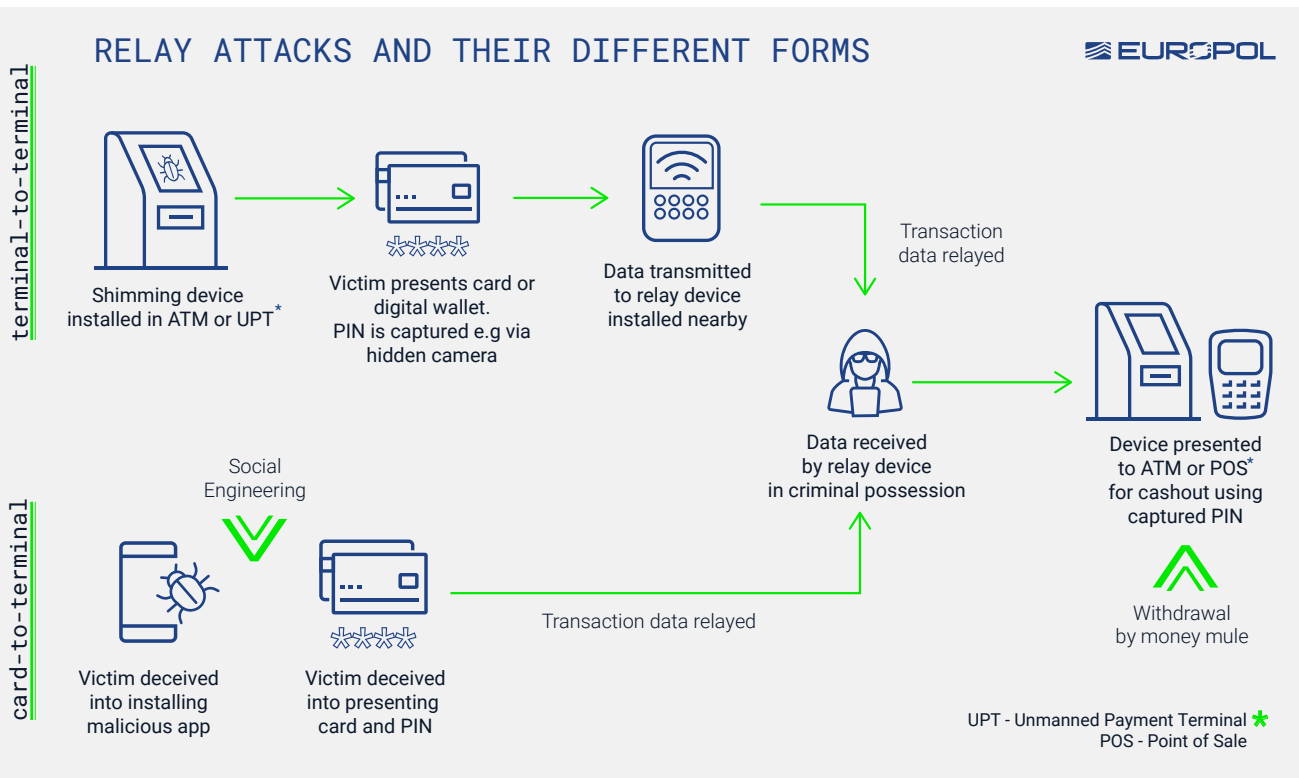 RELAY ATTACKS AND THEIR DIFFERENT FORMS
EUROPOL
terminal-to-terminal
Shimming device
installed in ATM or UPT*
Victim presents card or
digital wallet.
PIN is captured e.g via
hidden camera
Data transmitted
to relay device
installed nearby
Transaction
data relayed
Data received
by relay device
in criminal possession
Device presented
to ATM or POS*
for cashout using
captured PIN
Withdrawal
by money mule
card-to-terminal
Social
Engineering
Victim deceived
into installing
malicious app
Victim deceived
into presenting
card and PIN
Transaction data relayed
UPT - Unmanned Payment Terminal *
POS - Point of Sale